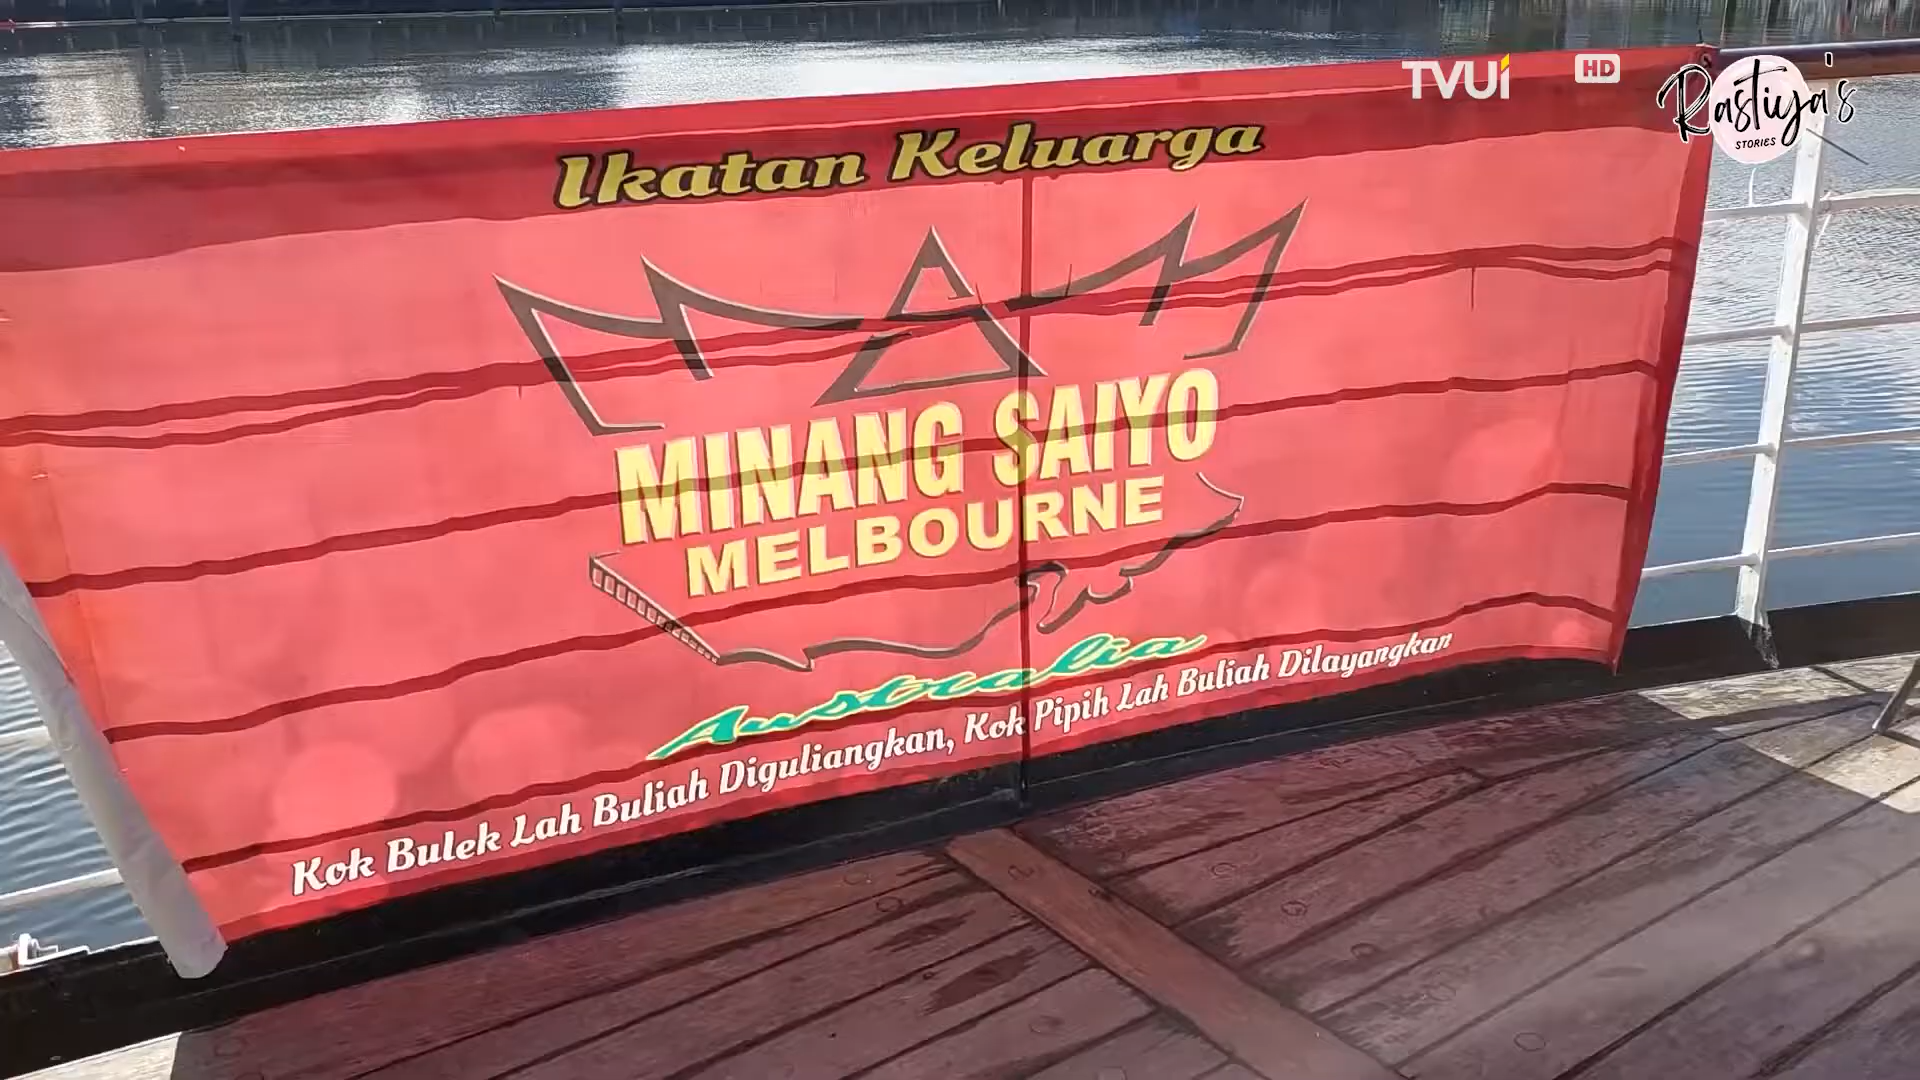 TVUI
HD
Rastiya's
STORIES
Ikatan Keluarga
MINANG SAIYO
MELBOURNE
Australia
Kok Bulek Lah Buliah Diguliangkan, Kok Pipih Lah Buliah Dilayangkan